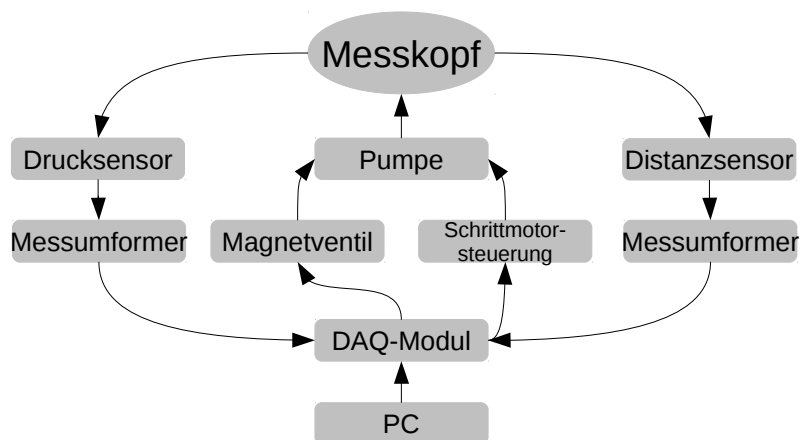 Messkopf
Drucksensor
Pumpe
Distanzsensor
Messumformer
Magnetventil
Schrittmotor-
steuerung
Messumformer
DAQ-Modul
PC